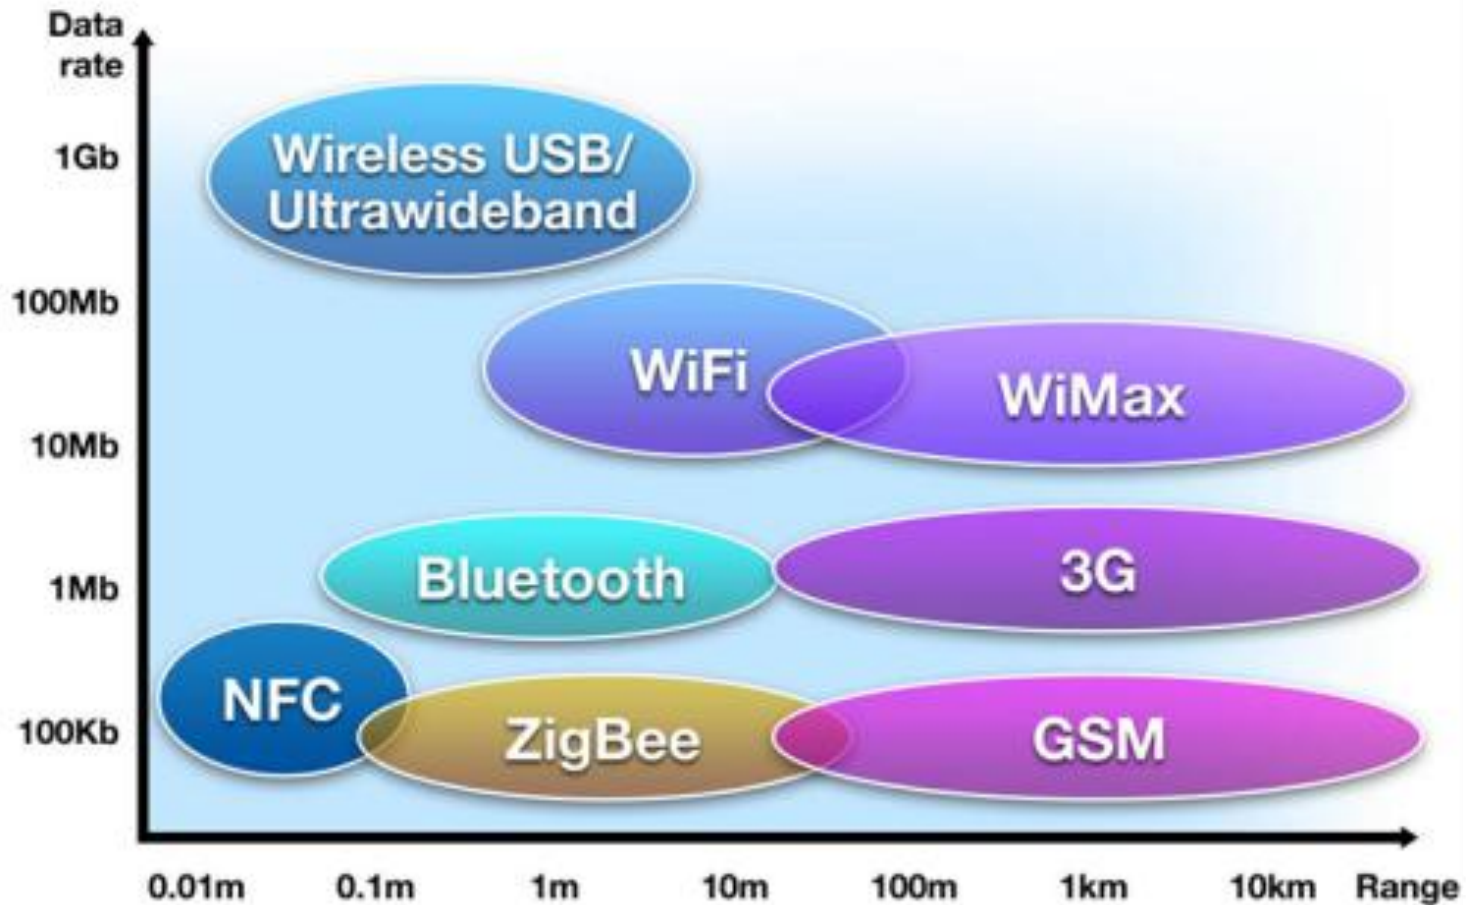 Data
rate
1Gb
Wireless USB/
Ultrawideband
100Mb
WiFi
WiMax
10Mb
Bluetooth
3G
1Mb
NFC
100Kb
ZigBee
GSM
0.01m 0.1m 1m 10m 100m 1km 10km Range